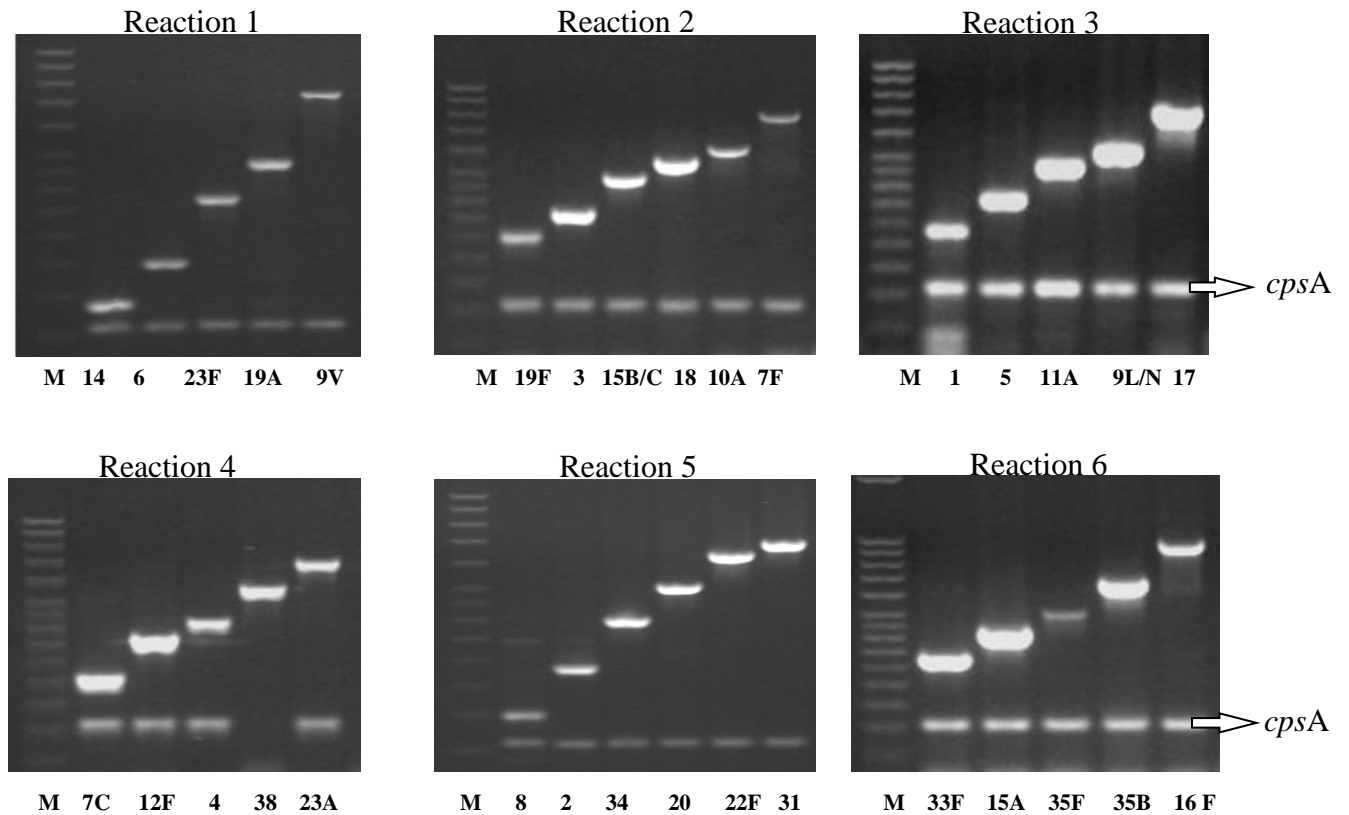 Reaction 1
Reaction 2
Reaction 3
cpsA
M 14 6 23F 19A 9V
M 19F 3 15B/C 18 10A 7F
M 1 5 11A 9L/N 17
Reaction 4
Reaction 5
Reaction 6
cpsA
M 7C 12F 4 38 23A
M 8 2 34 20 22F 31
M 33F 15A 35F 35B 16 F